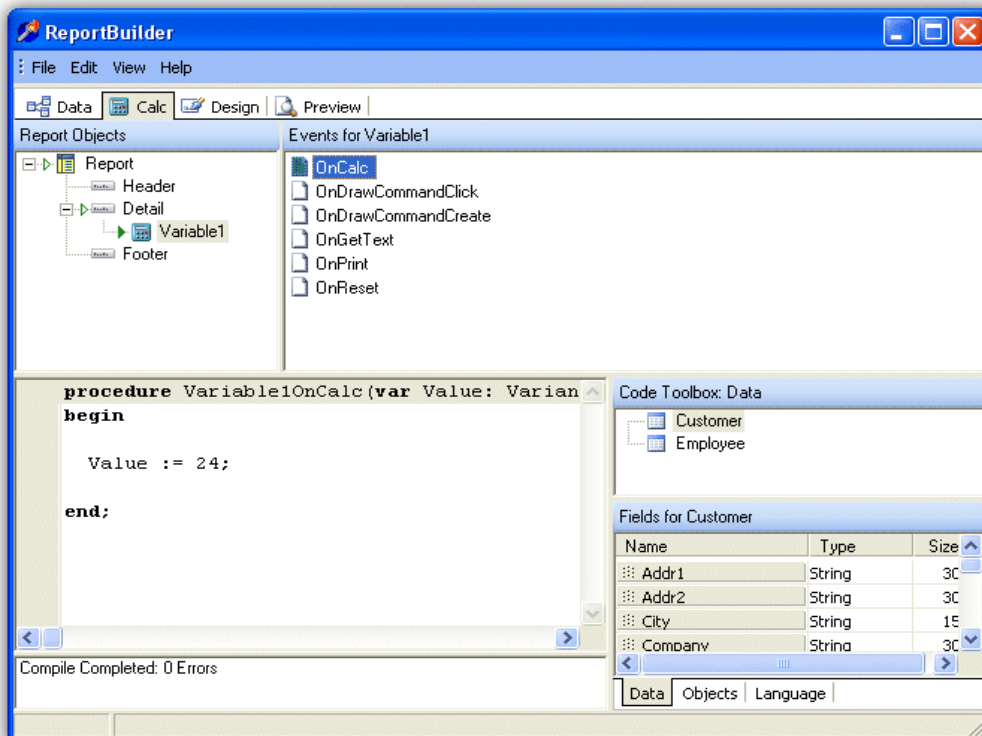 ReportBuilder
File Edit View Help
Data Calc Design Preview
Report Objects
Report
Header
Detail
Variable1
Footer
Events for Variable1
OnCalc
OnDrawCommandClick
OnDrawCommandCreate
OnGetText
OnPrint
OnReset
procedure Variable1OnCalc(var Value: Varian
begin
Value := 24;
end;
Compile Completed: 0 Errors
Code Toolbox: Data
Customer
Employee
Fields for Customer
Name Type Size
Addr1 String 30
Addr2 String 30
City String 15
Company String 30
Data Objects Language